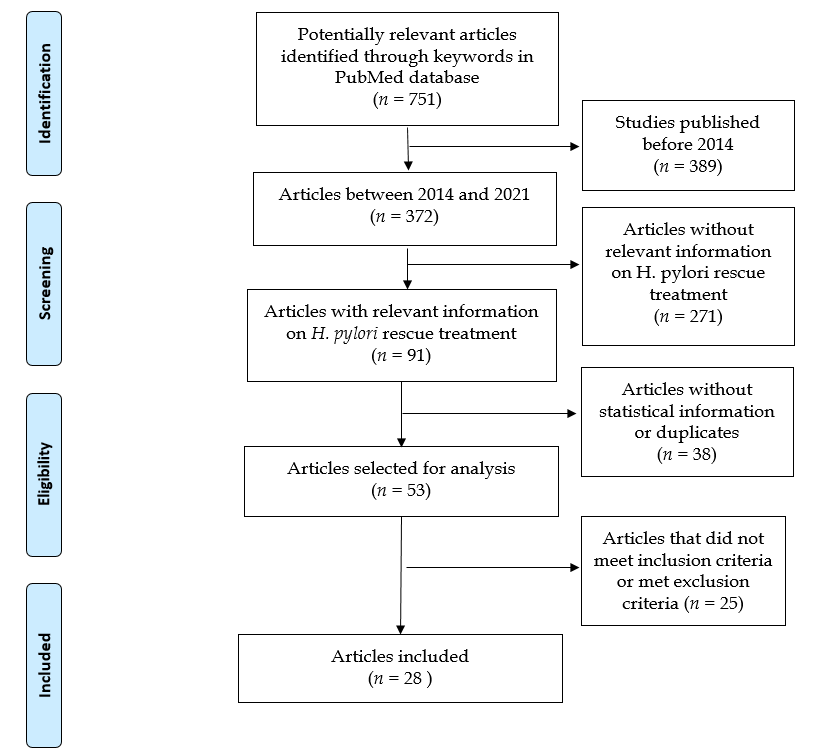 Identification
Potentially relevant articles
identified through keywords in
PubMed database
(n = 751)
Studies published
before 2014
(n = 389)
Articles between 2014 and 2021
(n = 372)
Screening
Articles without
relevant information
on H. pylori rescue
treatment
(n = 271)
Articles with relevant information
on H. pylori rescue treatment
(n = 91)
Eligibility
Articles without
statistical information
or duplicates
(n = 38)
Articles selected for analysis
(n = 53)
Articles that did not
meet inclusion criteria
or met exclusion
criteria (n = 25)
Included
Articles included
(n = 28 )